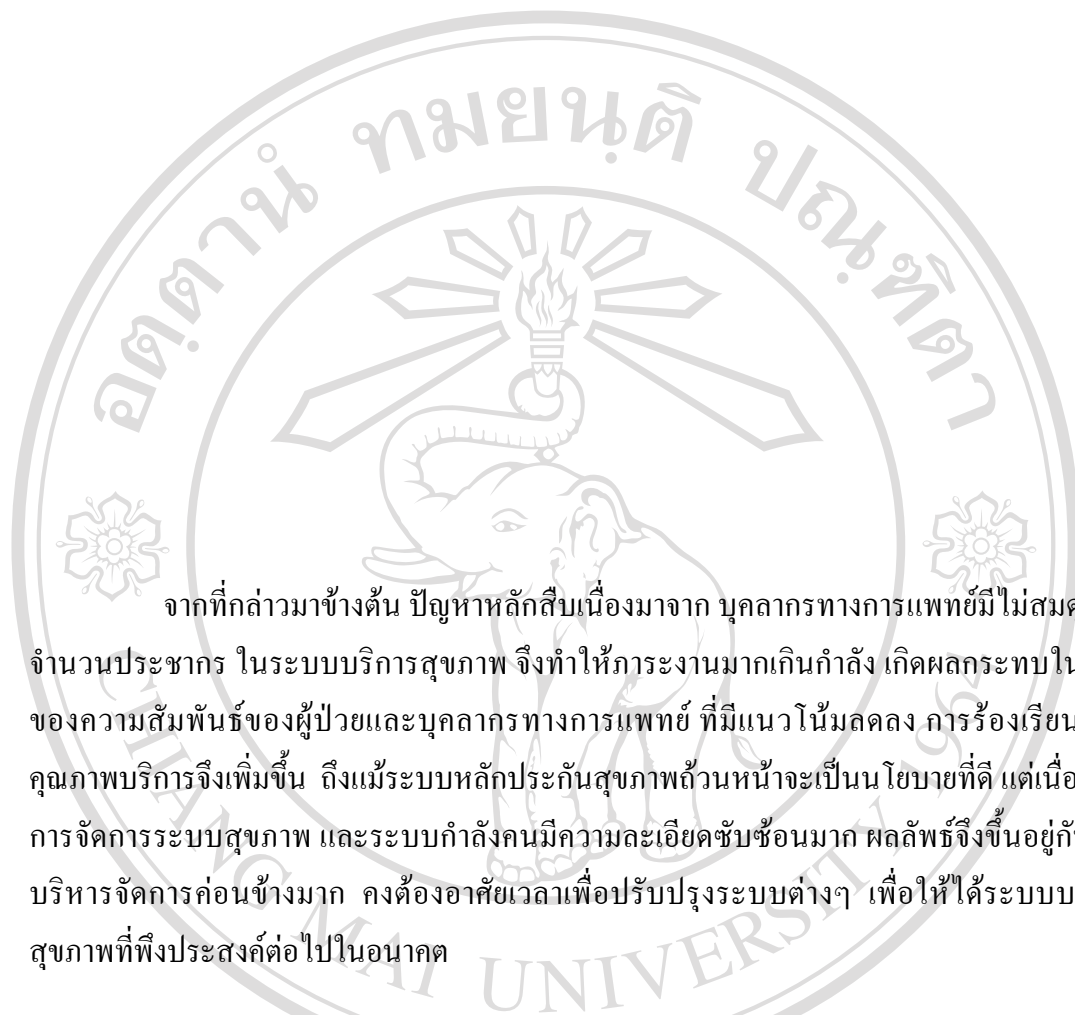 อตฺตานํ ทมยนฺติ ปณฺฑิตา
จากที่กล่าวมาข้างต้น ปัญหาหลักสืบเนื่องมาจาก บุคลากรทางการแพทย์มีไม่
จำนวนประชากร ในระบบบริการสุขภาพ จึงทำให้ภาระงานมากเกินกำลัง เกิดผลกระทบใน
ของความสัมพันธ์ของผู้ป่วยและบุคลากรทางการแพทย์ ที่มีแนวโน้มลดลง การร้องเรียน
คุณภาพบริการจึงเพิ่มขึ้น ถึงแม้ระบบหลักประกันสุขภาพถ้วนหน้าจะเป็นนโยบายที่ดี แต่เนื่อ
การจัดการระบบสุขภาพ และระบบกำลังคนมีความละเอียดซับซ้อนมาก ผลลัพธ์จึงขึ้นอยู่
บริหารจัดการค่อนข้างมาก คงต้องอาศัยเวลาเพื่อปรับปรุงระบบต่างๆ เพื่อให้ได้ระบบ
สุขภาพที่พึงประสงค์ต่อไปในอนาคต
CHIANG MAI UNIVERSITY 1964